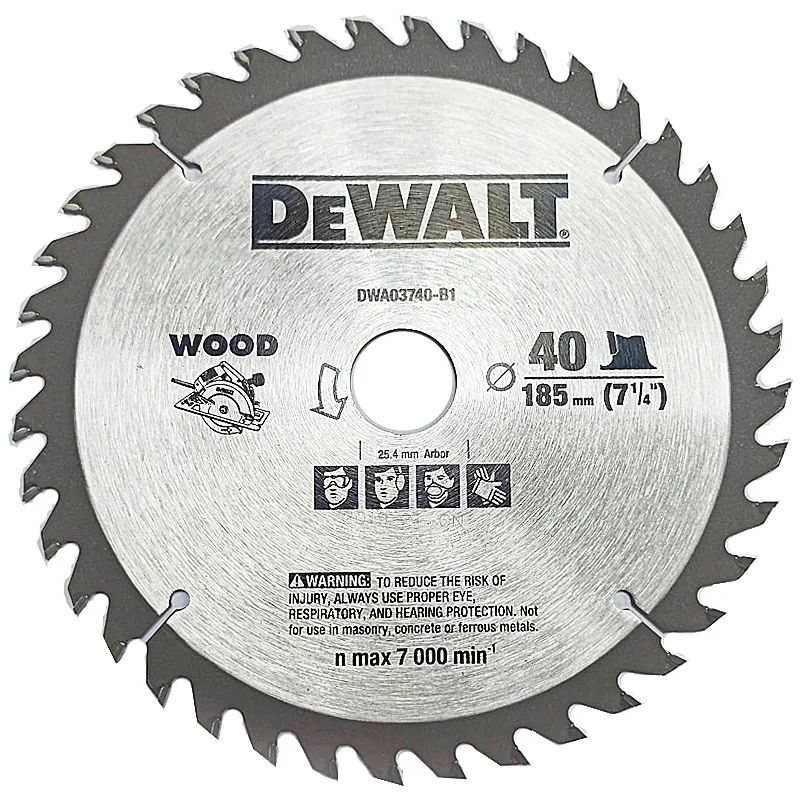 DEWALT®
DWA03740-B1
WOOD
40
185 mm (7 1/4")
25.4 mm Arbor
WARNING: TO REDUCE THE RISK OF
INJURY, ALWAYS USE PROPER EYE,
RESPIRATORY, AND HEARING PROTECTION. Not
for use in masonry, concrete or ferrous metals.
n max 7 000 min⁻¹